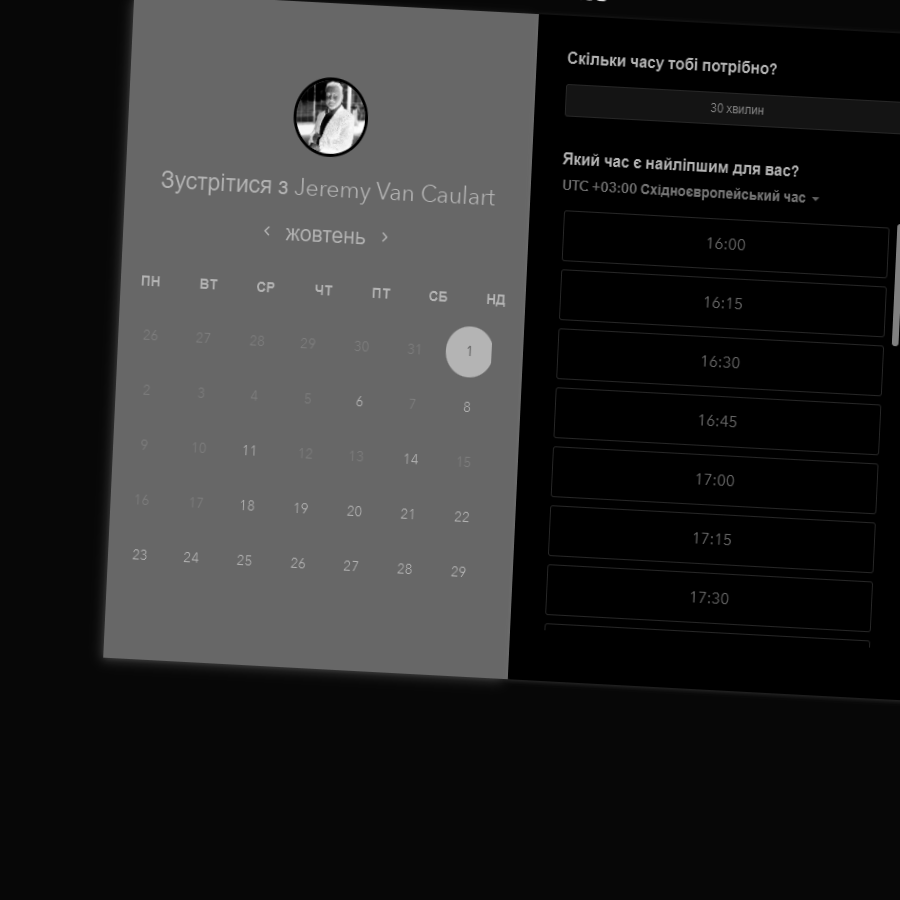 Зустрітися з Jeremy Van Caulart
‹ жовтень ›
ПН ВТ СР ЧТ ПТ СБ НД
26 27 28 29 30 31 1
2 3 4 5 6 7 8
9 10 11 12 13 14 15
16 17 18 19 20 21 22
23 24 25 26 27 28 29
Скільки часу тобі потрібно?
30 хвилин
Який час є найліпшим для вас?
UTC +03:00 Східноєвропейський час
16:00
16:15
16:30
16:45
17:00
17:15
17:30